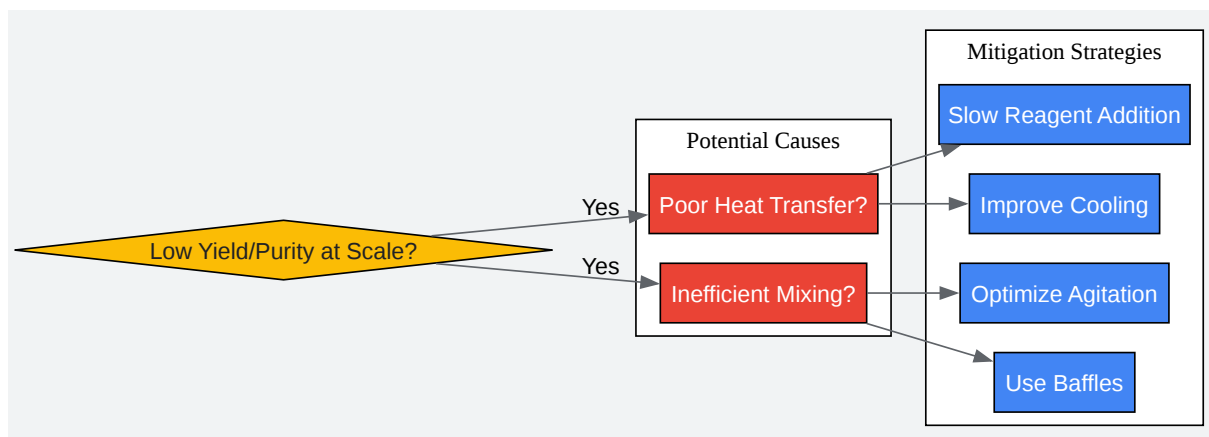 Low Yield/Purity at Scale?
Yes
Yes
Potential Causes
Poor Heat Transfer?
Inefficient Mixing?
Mitigation Strategies
Slow Reagent Addition
Improve Cooling
Optimize Agitation
Use Baffles